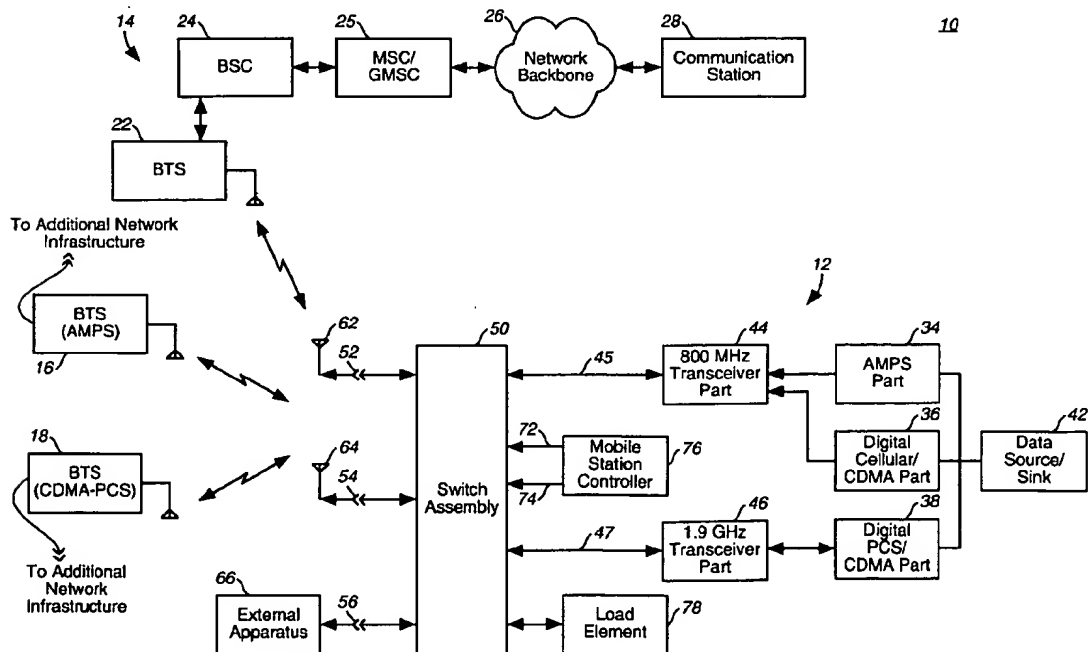 14
24
BSC
25
MSC/
GMSC
26
Network
Backbone
28
Communication
Station
10
22
BTS
To Additional Network
Infrastructure
BTS
(AMPS)
16
18
BTS
(CDMA-PCS)
To Additional
Network
Infrastructure
62
52
64
54
66
External
Apparatus
56
50
Switch
Assembly
12
45
44
800 MHz
Transceiver
Part
34
AMPS
Part
72
74
Mobile
Station
Controller
76
36
Digital
Cellular/
CDMA Part
42
Data
Source/
Sink
47
46
1.9 GHz
Transceiver
Part
38
Digital
PCS/
CDMA Part
Load
Element
78